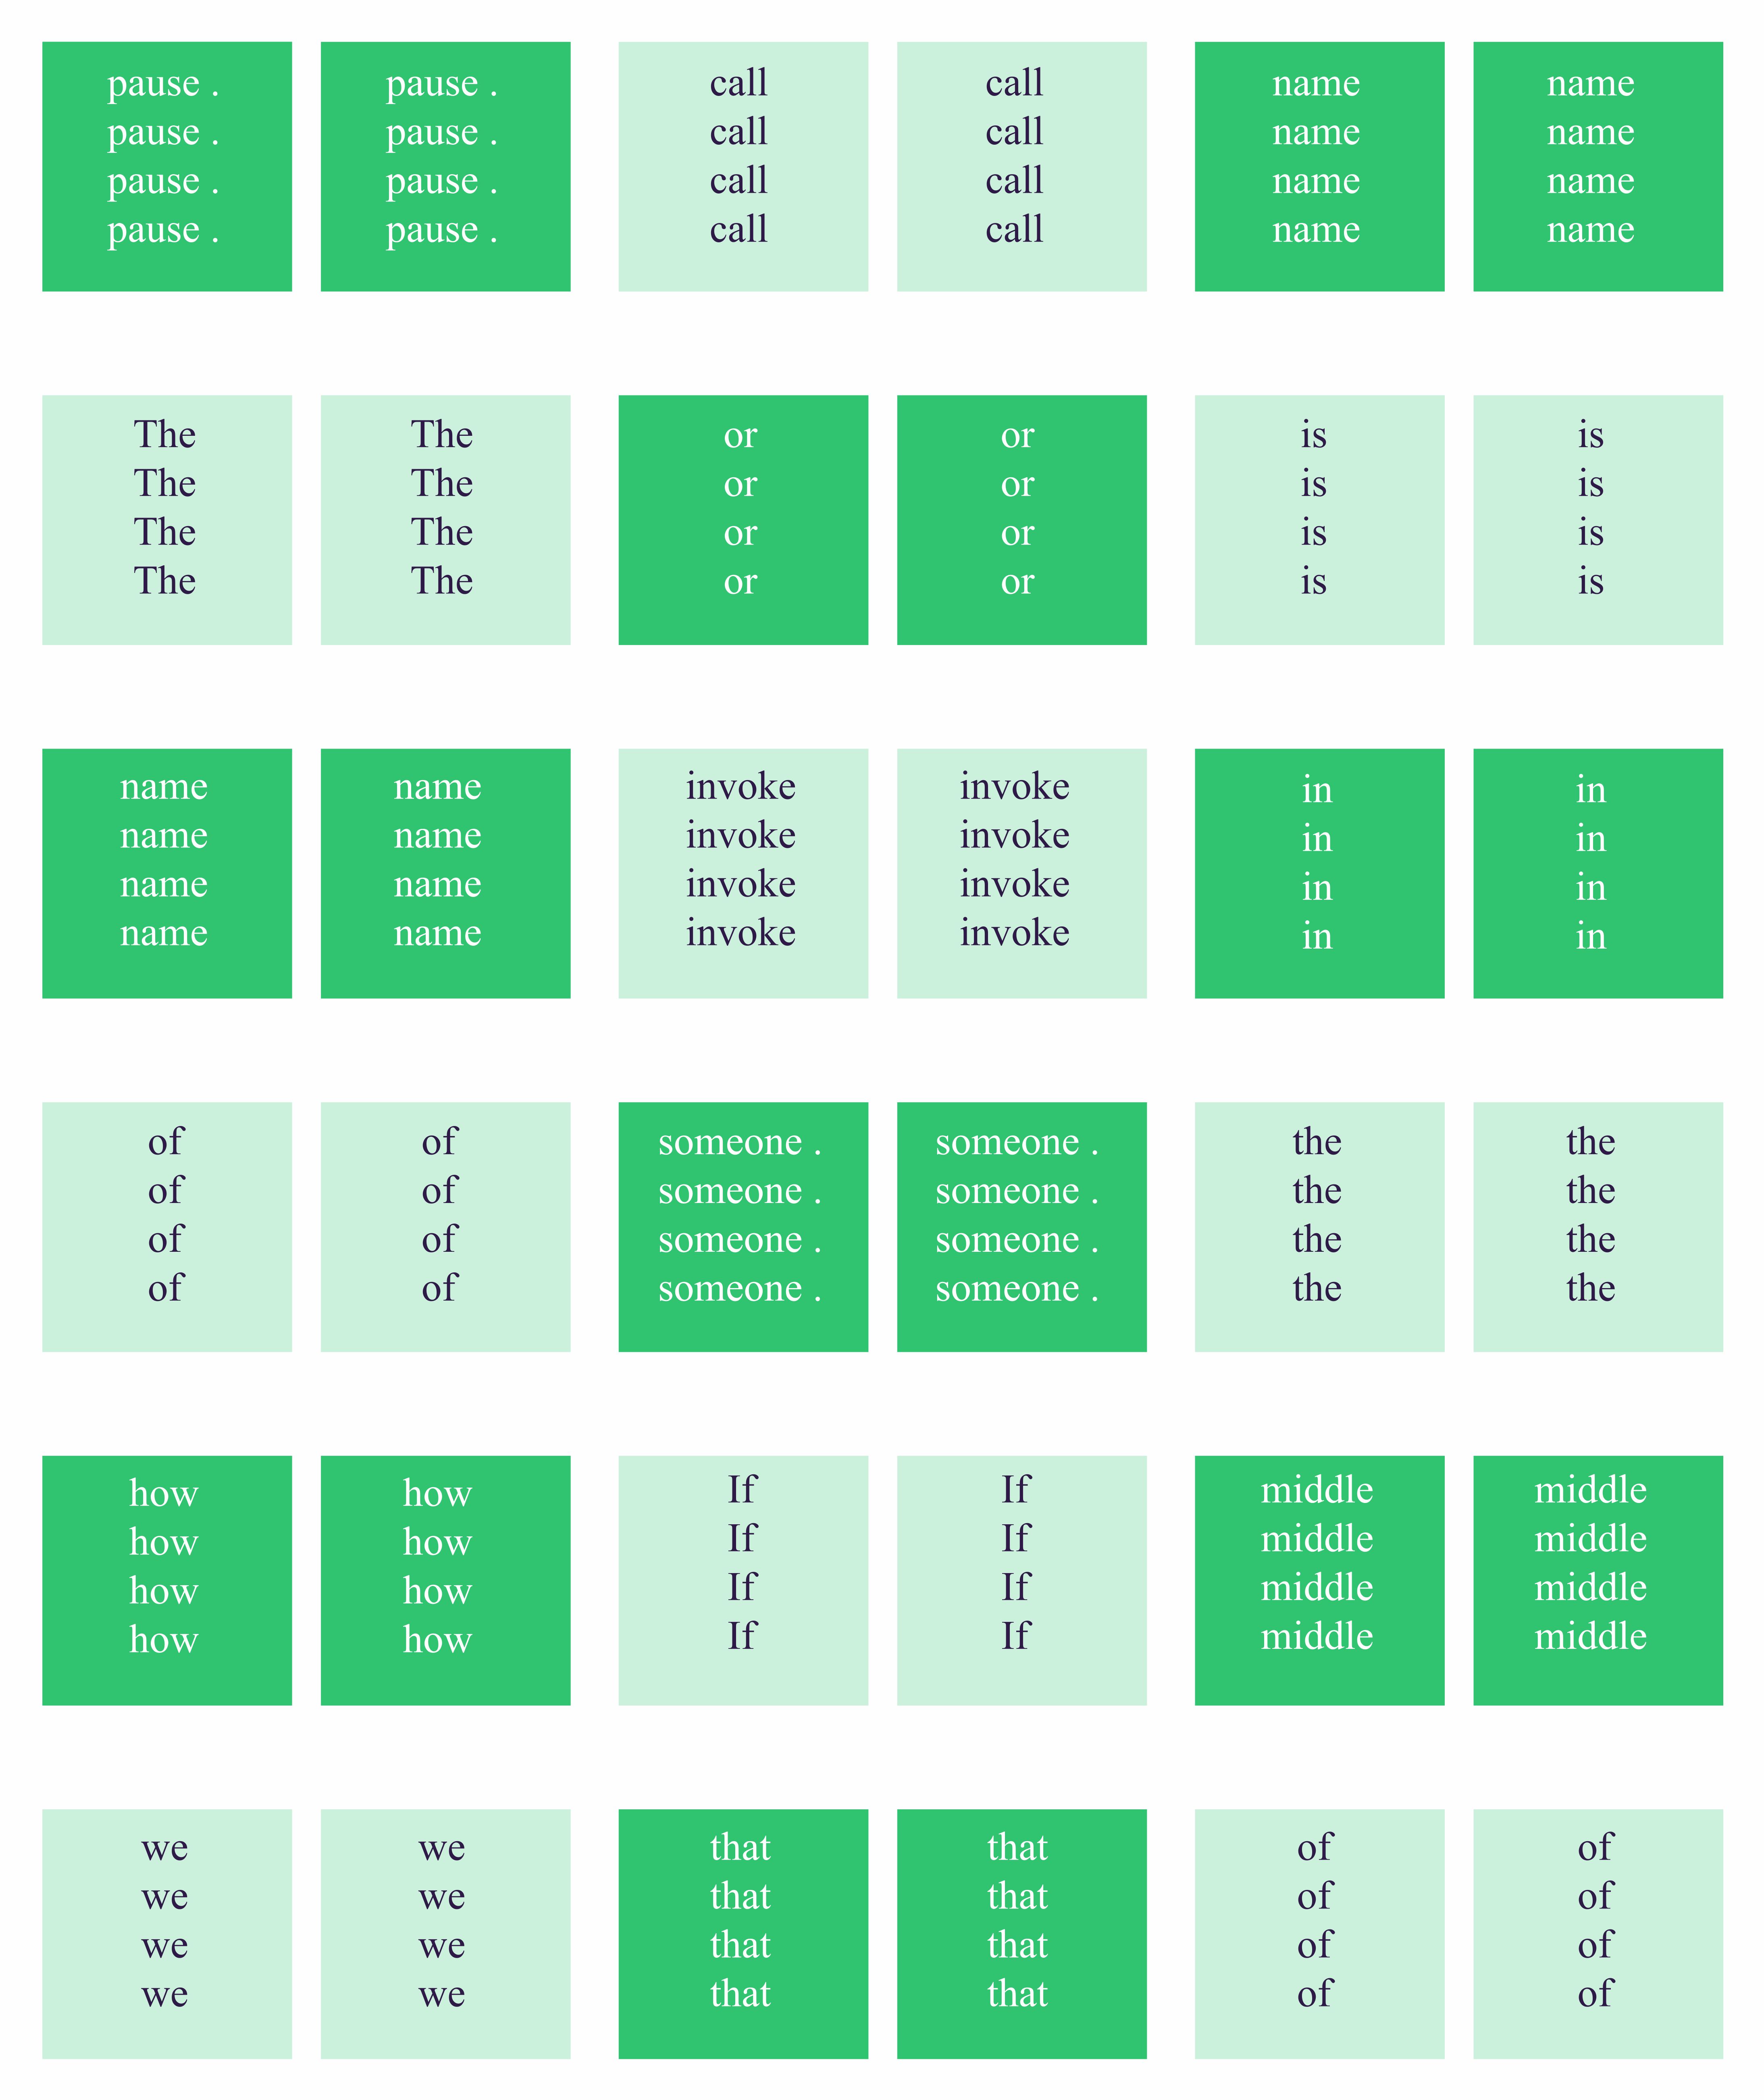 pause .
pause .
pause .
pause .
pause .
pause .
pause .
pause .
call
call
call
call
call
call
call
call
name
name
name
name
name
name
name
name
The
The
The
The
The
The
The
The
or
or
or
or
or
or
or
or
is
is
is
is
is
is
is
is
name
name
name
name
name
name
name
name
invoke
invoke
invoke
invoke
invoke
invoke
invoke
invoke
in
in
in
in
in
in
in
in
of
of
of
of
of
of
of
of
someone .
someone .
someone .
someone .
someone .
someone .
someone .
someone .
the
the
the
the
the
the
the
the
how
how
how
how
how
how
how
how
If
If
If
If
If
If
If
If
middle
middle
middle
middle
middle
middle
middle
middle
we
we
we
we
we
we
we
we
that
that
that
that
that
that
that
that
of
of
of
of
of
of
of
of